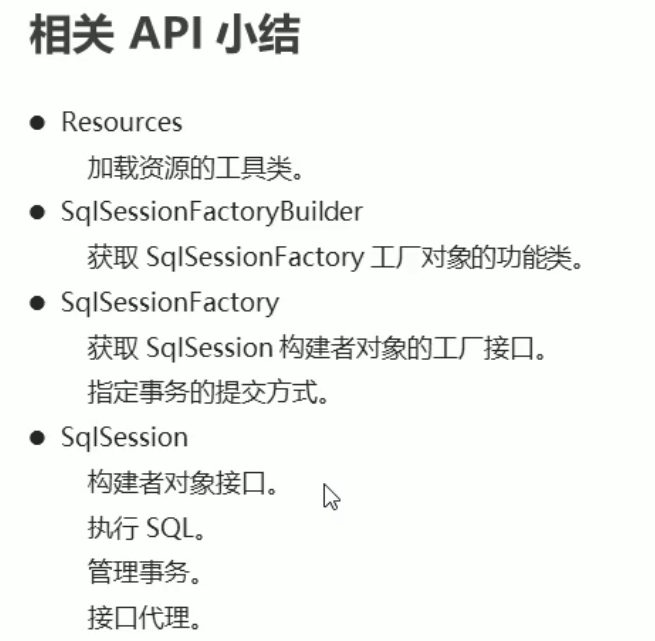 相关 API 小结
● Resources
加载资源的工具类。
● SqlSessionFactoryBuilder
获取 SqlSessionFactory 工厂对象的功能类。
● SqlSessionFactory
获取 SqlSession 构建者对象的工厂接口。
指定事务的提交方式。
● SqlSession
构建者对象接口。
执行 SQL。
管理事务。
接口代理。